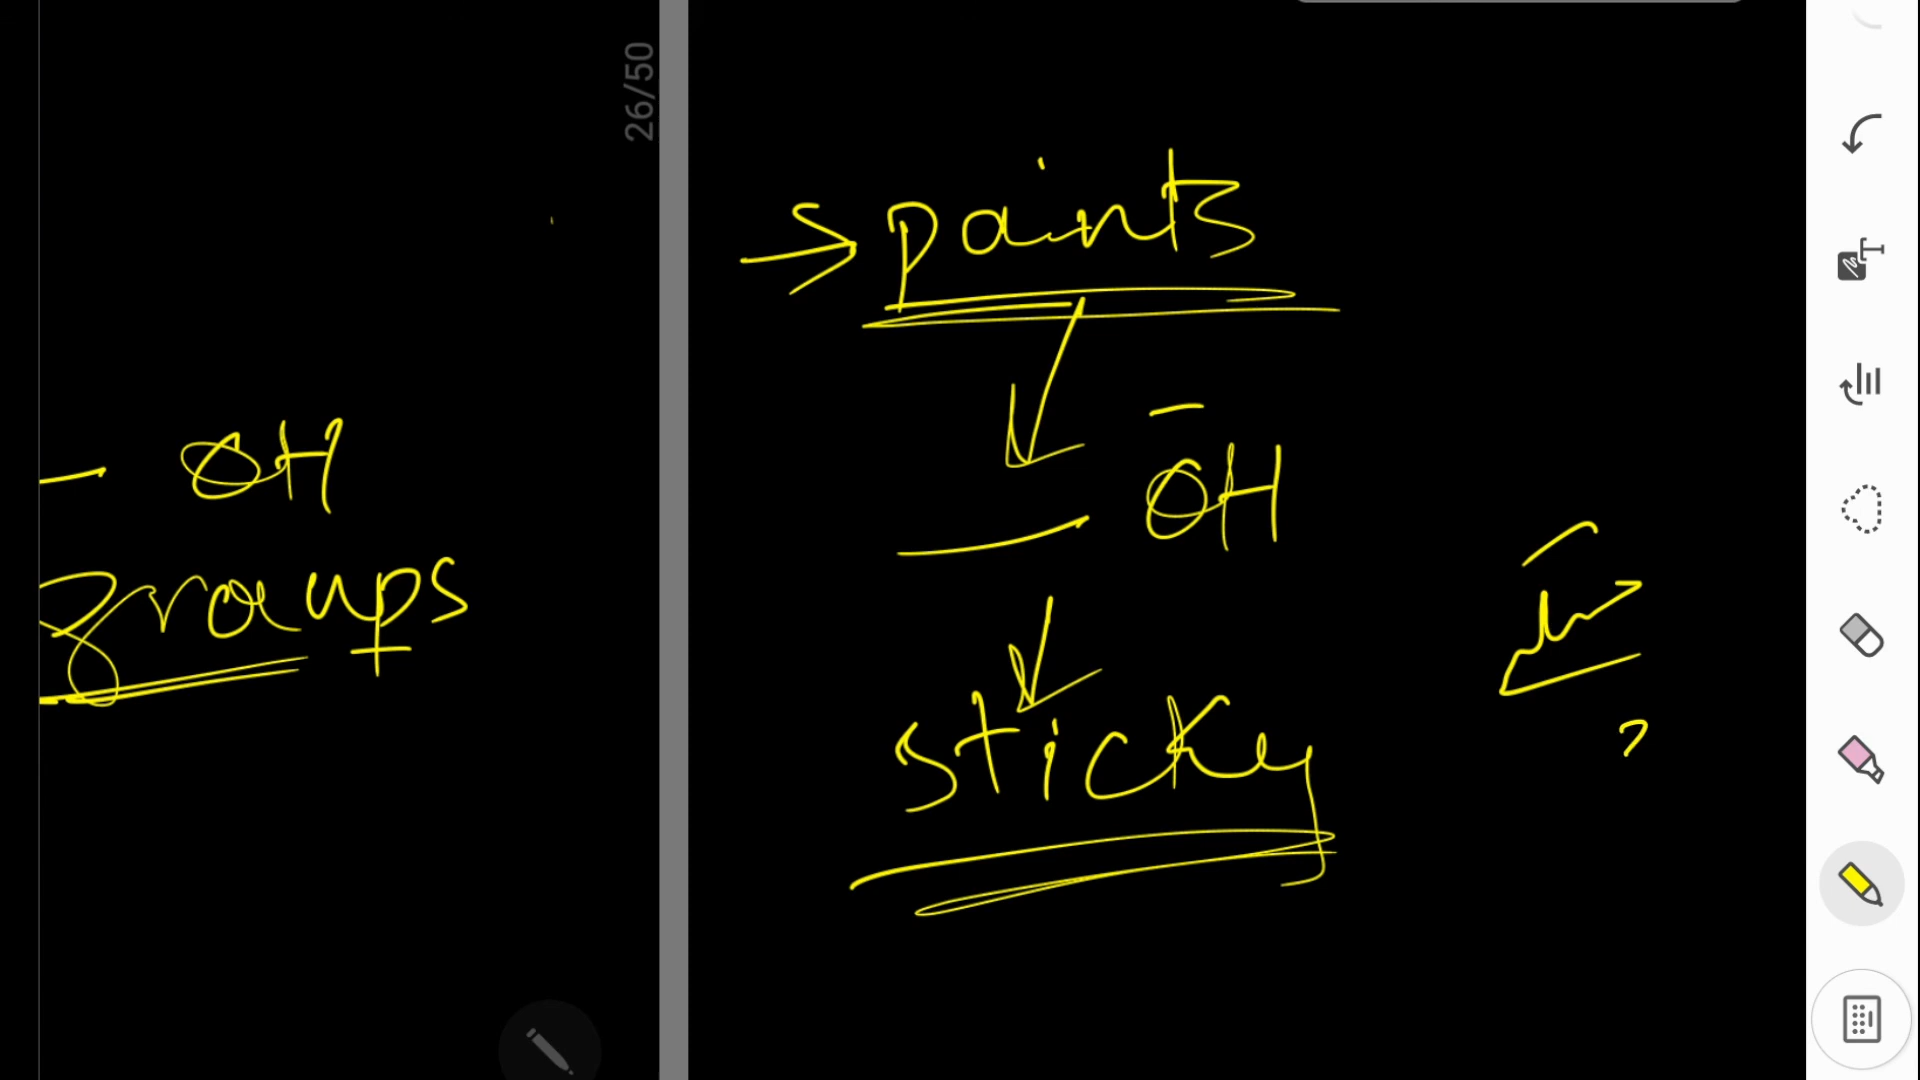 26/50
- OH
groups
→ paints
— OH
sticky
?